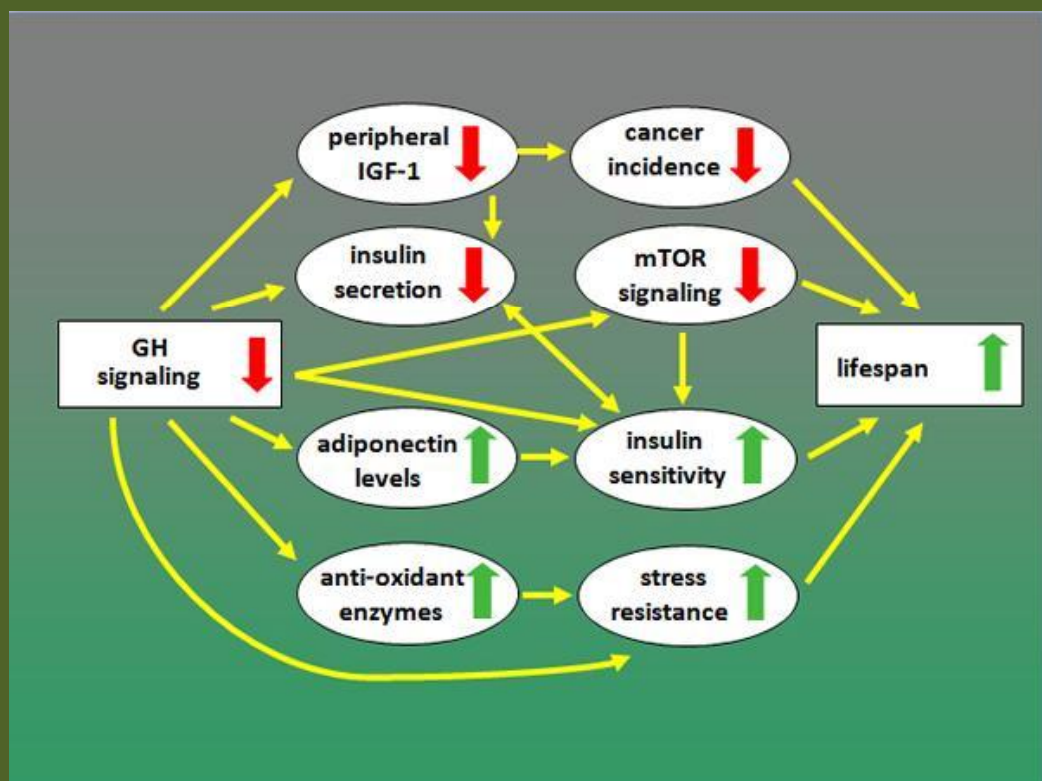 peripheral
IGF-1
cancer
incidence
insulin
secretion
mTOR
signaling
GH
signaling
lifespan
adiponectin
levels
insulin
sensitivity
anti-oxidant
enzymes
stress
resistance